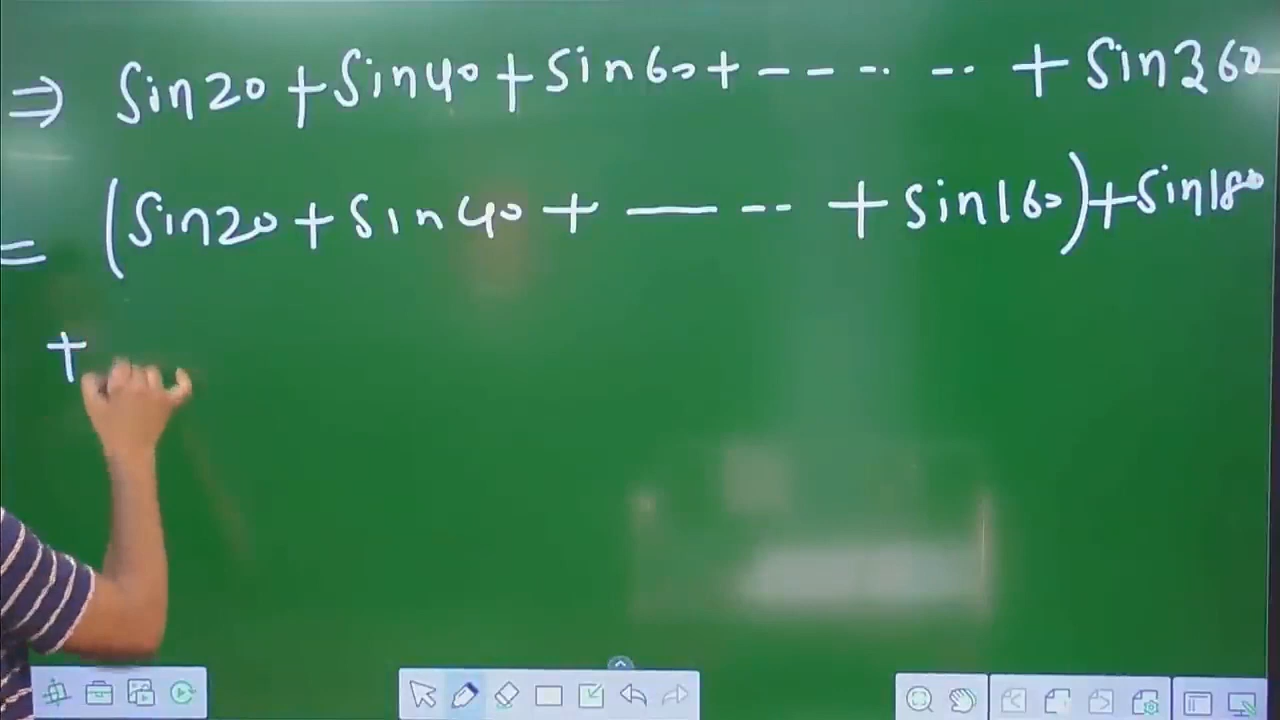 ⇒ Sin20 + Sin40 + Sin60 + ------- + Sin360
= (Sin20 + Sin40 + ---- + Sin160) + Sin180
+